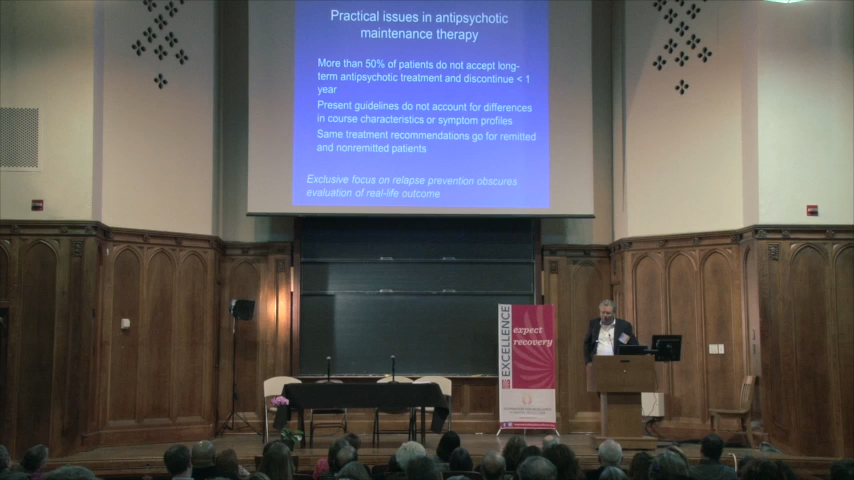 Practical issues in antipsychotic
maintenance therapy
More than 50% of patients do not accept long-
term antipsychotic treatment and discontinue < 1
year
Present guidelines do not account for differences
in course characteristics or symptom profiles
Same treatment recommendations go for remitted
and nonremitted patients
Exclusive focus on relapse prevention obscures
evaluation of real-life outcome
EXCELLENCE
expect
recovery